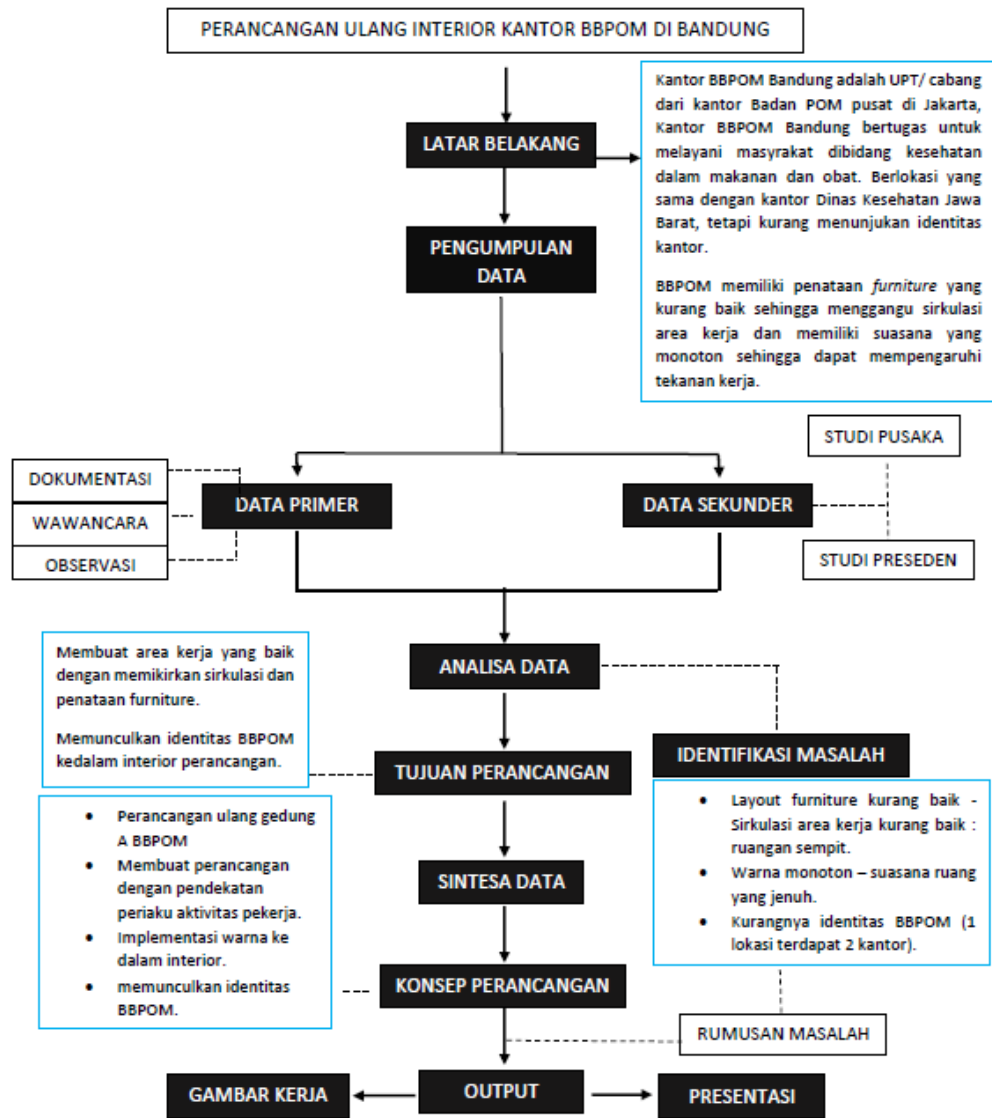 PERANCANGAN ULANG INTERIOR KANTOR BBPOM DI BANDUNG
LATAR BELAKANG
Kantor BBPOM Bandung adalah UPT/ cabang
dari kantor Badan POM pusat di Jakarta,
Kantor BBPOM Bandung bertugas untuk
melayani masyrakat dibidang kesehatan
dalam makanan dan obat. Berlokasi yang
sama dengan kantor Dinas Kesehatan Jawa
Barat, tetapi kurang menunjukan identitas
kantor.
BBPOM memiliki penataan furniture yang
kurang baik sehingga menggangu sirkulasi
area kerja dan memiliki suasana yang
monoton sehingga dapat mempengaruhi
tekanan kerja.
PENGUMPULAN
DATA
STUDI PUSAKA
DOKUMENTASI
WAWANCARA
OBSERVASI
DATA PRIMER
DATA SEKUNDER
STUDI PRESEDEN
ANALISA DATA
Membuat area kerja yang baik
dengan memikirkan sirkulasi dan
penataan furniture.
Memunculkan identitas BBPOM
kedalam interior perancangan.
TUJUAN PERANCANGAN
IDENTIFIKASI MASALAH
• Layout furniture kurang baik -
Sirkulasi area kerja kurang baik :
ruangan sempit.
• Warna monoton – suasana ruang
yang jenuh.
• Kurangnya identitas BBPOM (1
lokasi terdapat 2 kantor).
• Perancangan ulang gedung
A BBPOM
• Membuat perancangan
dengan pendekatan
periaku aktivitas pekerja.
• Implementasi warna ke
dalam interior.
• memunculkan identitas
BBPOM.
SINTESA DATA
KONSEP PERANCANGAN
RUMUSAN MASALAH
GAMBAR KERJA
OUTPUT
PRESENTASI